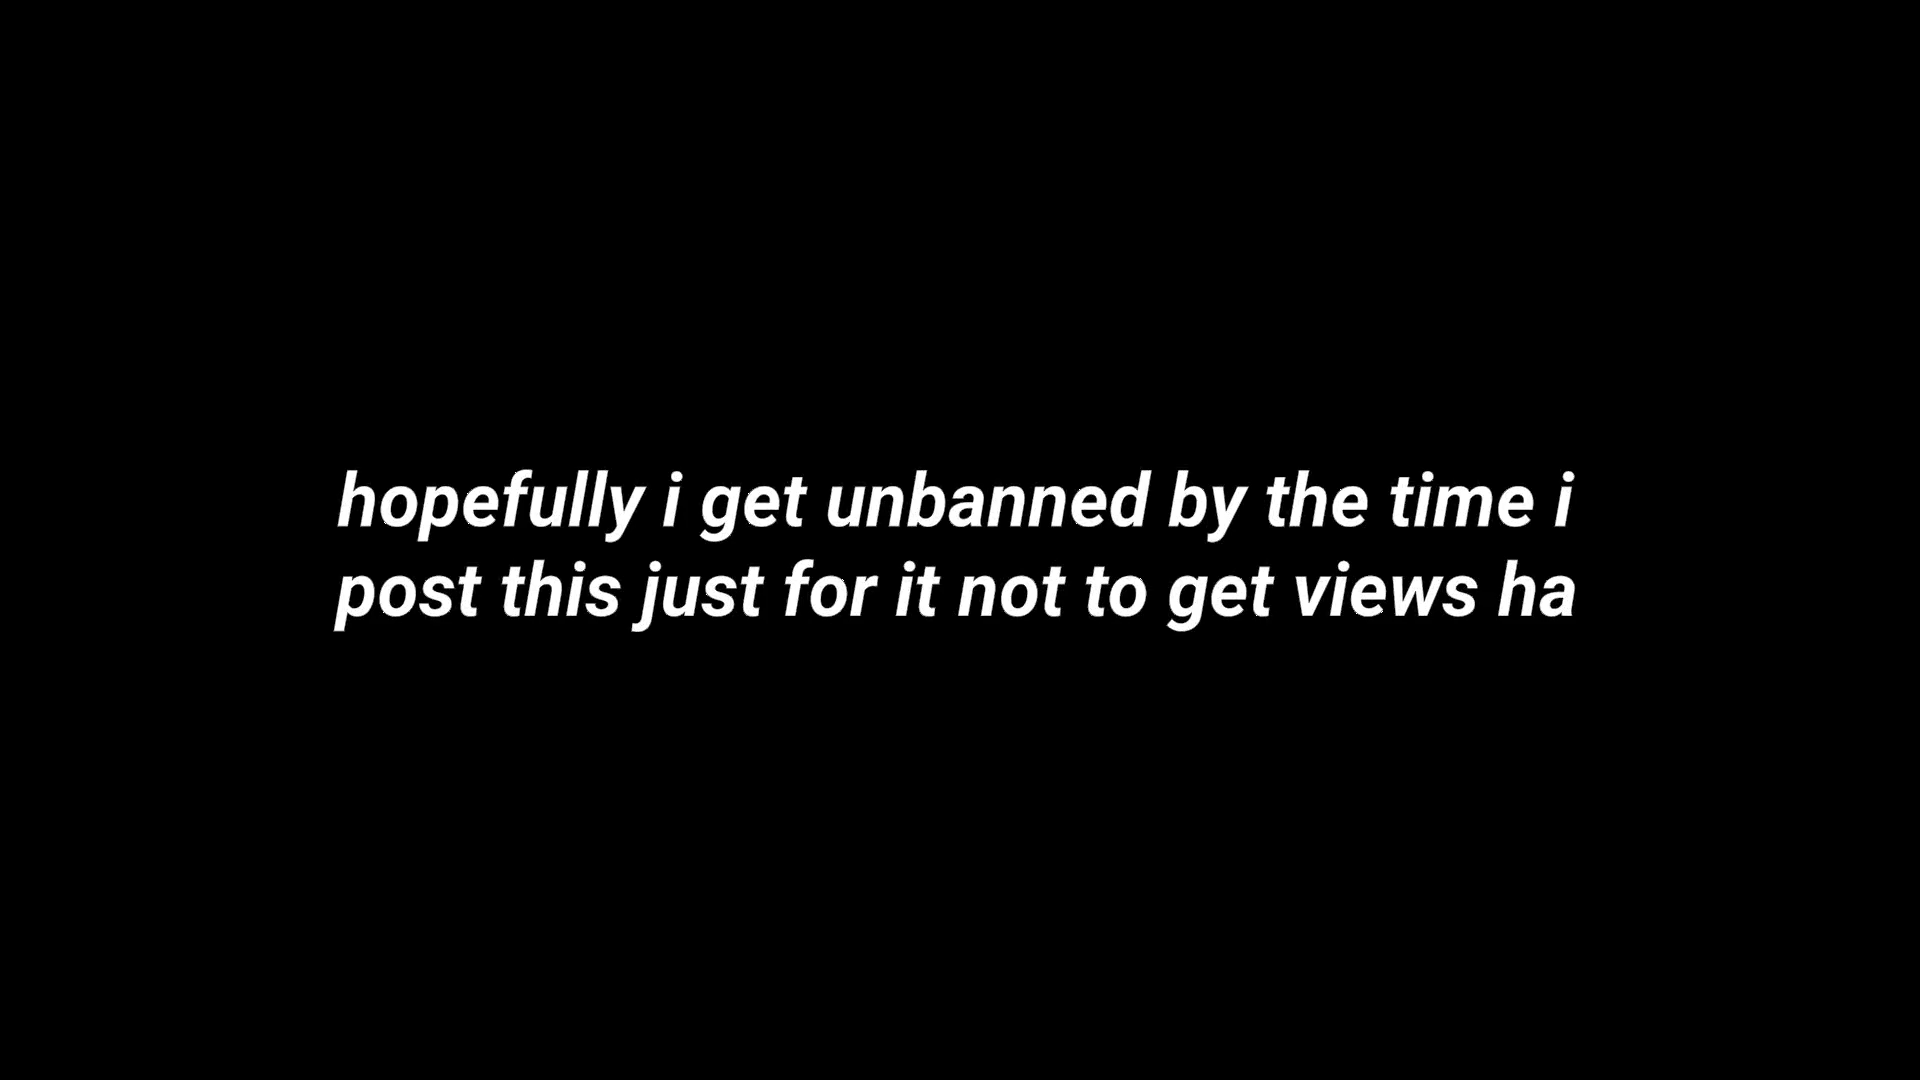 hopefully i get unbanned by the time i
post this just for it not to get views ha